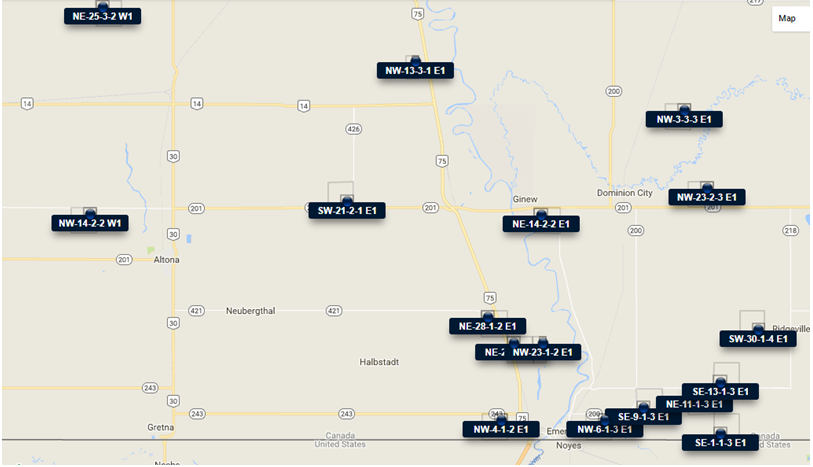 NE-25-3-2 W1
75
Map
NW-13-3-1 E1
14
14
14
200
NW-3-3-3 E1
426
30
75
Dominion City
NW-23-2-3 E1
Ginew
201
SW-21-2-1 E1
201
201
201
NW-14-2-2 W1
NE-14-2-2 E1
30
200
218
201
Altona
75
421
Neubergthal
421
30
NE-28-1-2 E1
Ridgeville
SW-30-1-4 E1
NW-23-1-2 E1
Halbstadt
243
SE-13-1-3 E1
30
NE-11-1-3 E1
243
243
243
200
SE-9-1-3 E1
Gretna
NW-4-1-2 E1
NW-6-1-3 E1
Canada
United States
Noyes
SE-1-1-3 E1